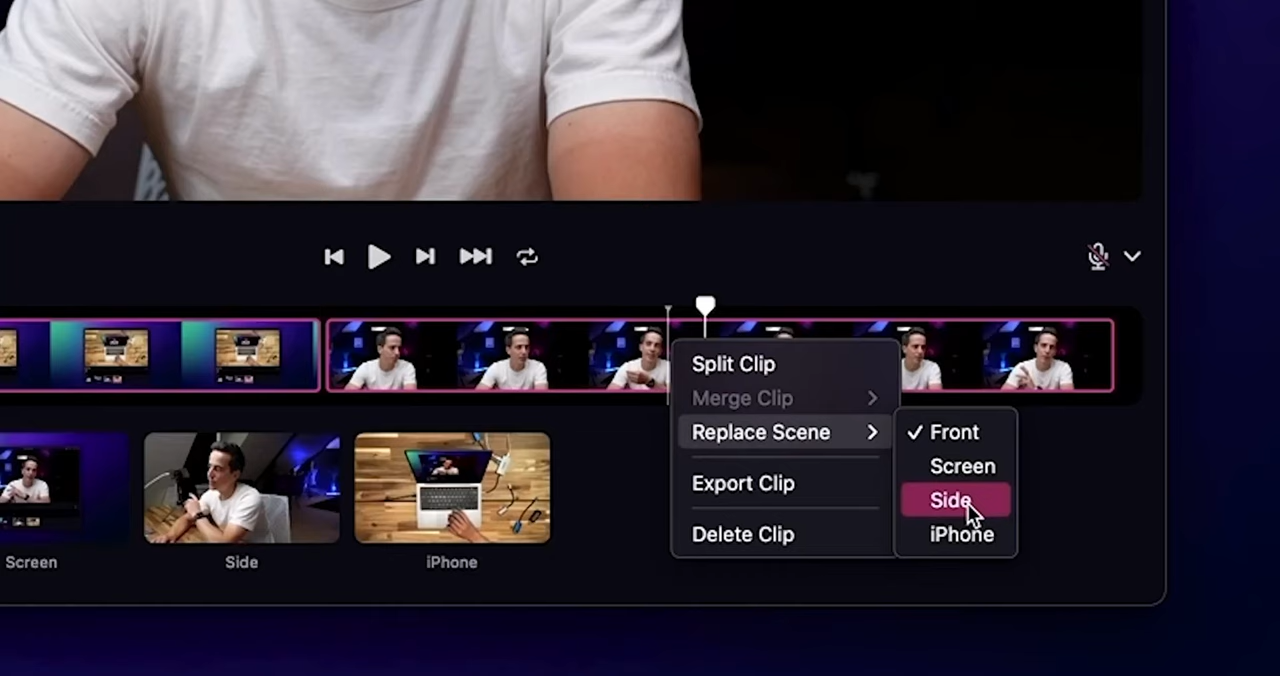 Split Clip
Merge Clip
Replace Scene
Export Clip
Delete Clip
Front
Screen
Side
iPhone
Screen
Side
iPhone